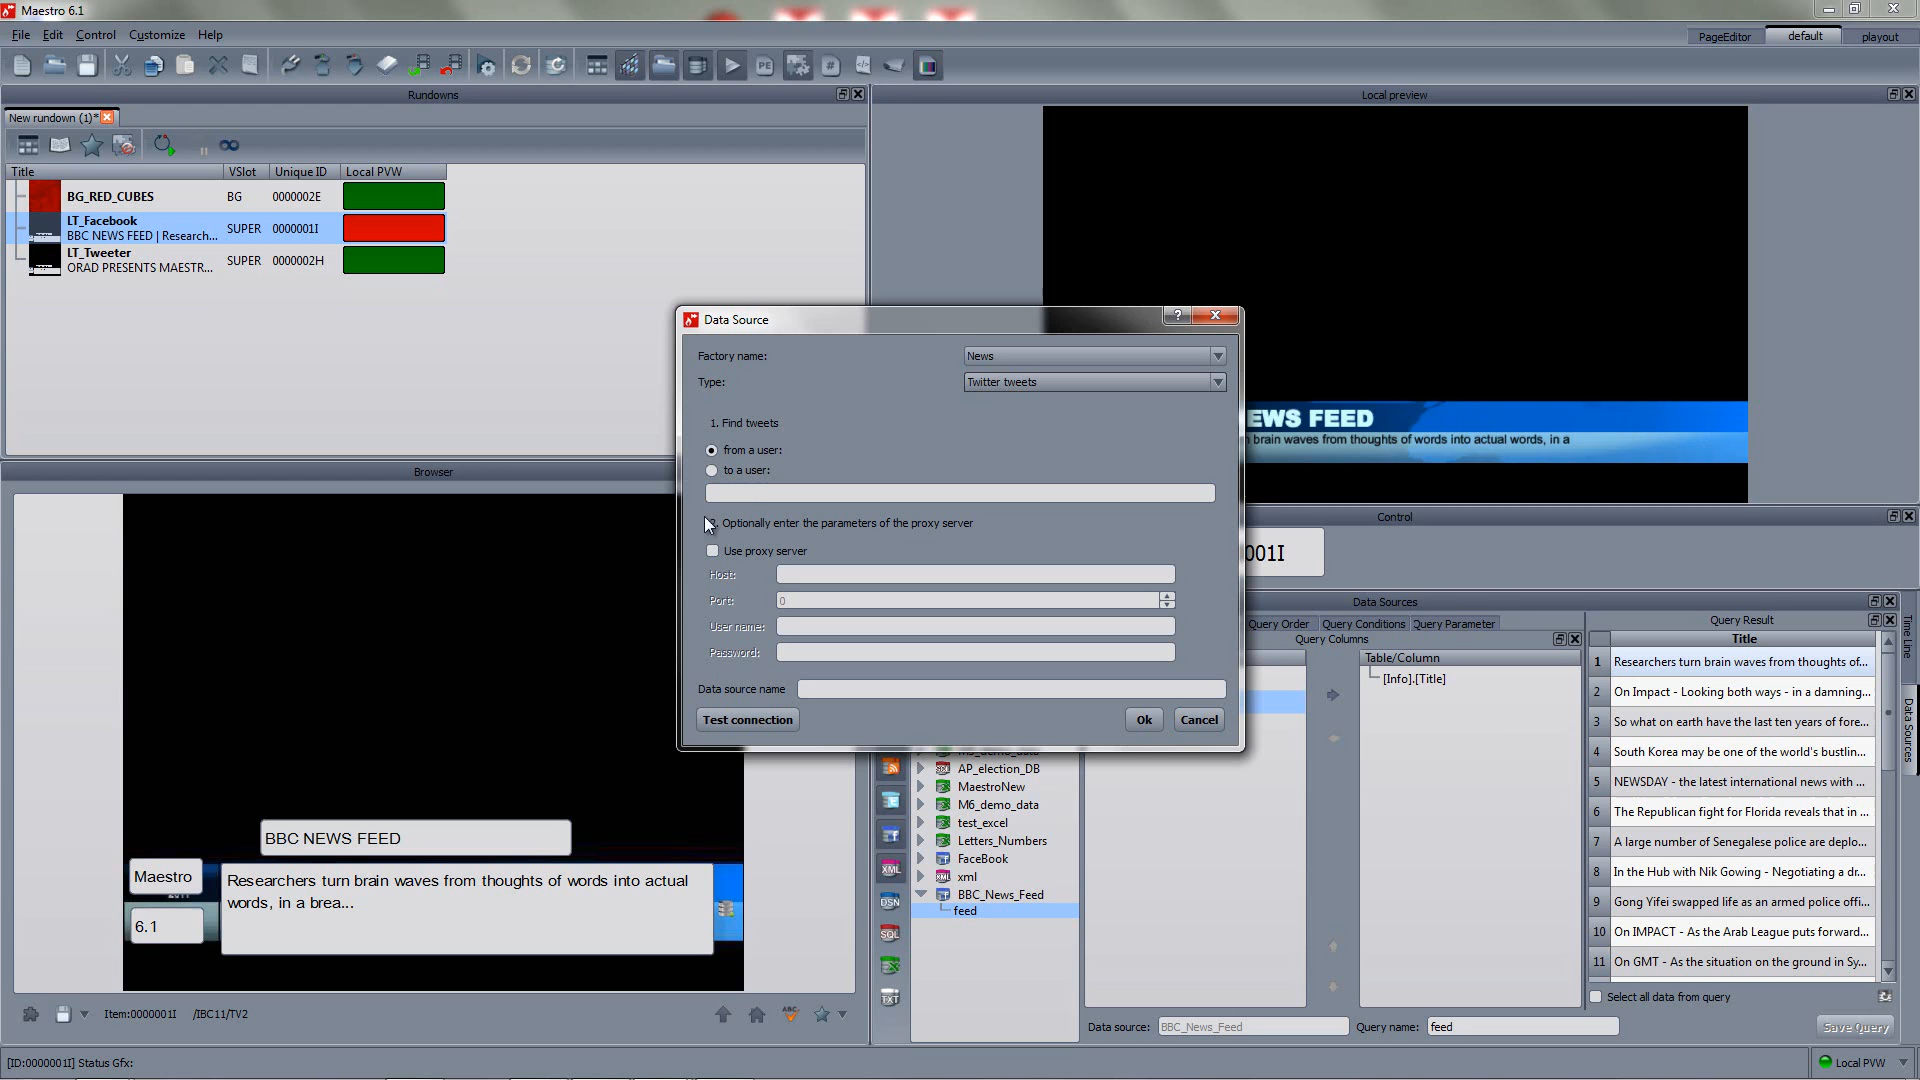 Maestro 6.1
File Edit Control Customize Help
PageEditor default playout
Rundowns
New rundown (1)*
Title VSlot Unique ID Local PVW
BG_RED_CUBES BG 0000002E
LT_Facebook
BBC NEWS FEED | Research... SUPER 0000001I
LT_Tweeter
ORAD PRESENTS MAESTR... SUPER 0000002H
Local preview
EWS FEED
brain waves from thoughts of words into actual words, in a
Data Source
Factory name: News
Type: Twitter tweets
1. Find tweets
from a user:
to a user:
. Optionally enter the parameters of the proxy server
Use proxy server
Host:
Port: 0
User name:
Password:
Data source name
Test connection Ok Cancel
Browser
BBC NEWS FEED
Maestro
Researchers turn brain waves from thoughts of words into actual
words, in a brea...
6.1
Item:0000001I /IBC11/TV2
Control
001I
Data Sources
Query Order Query Conditions Query Parameter
Query Columns
Table/Column
[Info].[Title]
AP_election_DB
MaestroNew
M6_demo_data
test_excel
Letters_Numbers
FaceBook
xml
BBC_News_Feed
feed
XML
DSN
SQL
TXT
Query Result
Title
1 Researchers turn brain waves from thoughts of...
2 On Impact - Looking both ways - in a damning...
3 So what on earth have the last ten years of fore...
4 South Korea may be one of the world's bustlin...
5 NEWSDAY - the latest international news with ...
6 The Republican fight for Florida reveals that in ...
7 A large number of Senegalese police are deplo...
8 In the Hub with Nik Gowing - Negotiating a dr...
9 Gong Yifei swapped life as an armed police offi...
10 On IMPACT - As the Arab League puts forward...
11 On GMT - As the situation on the ground in Sy...
Select all data from query
Data source: BBC_News_Feed Query name: feed
Save Query
Time Line
Data Sources
[ID:0000001I] Status Gfx:
Local PVW